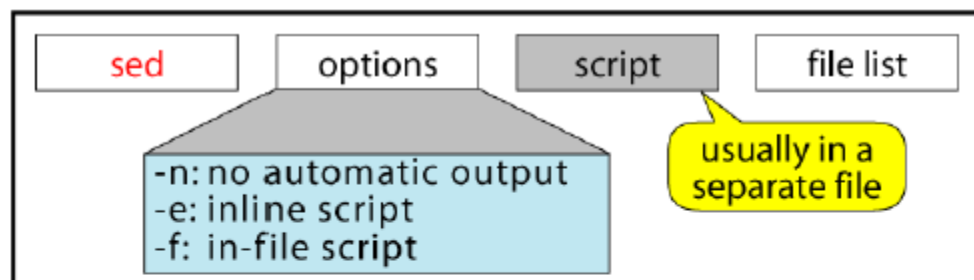 sed options script file list
usually in a
separate file
-n: no automatic output
-e: inline script
-f: in-file script